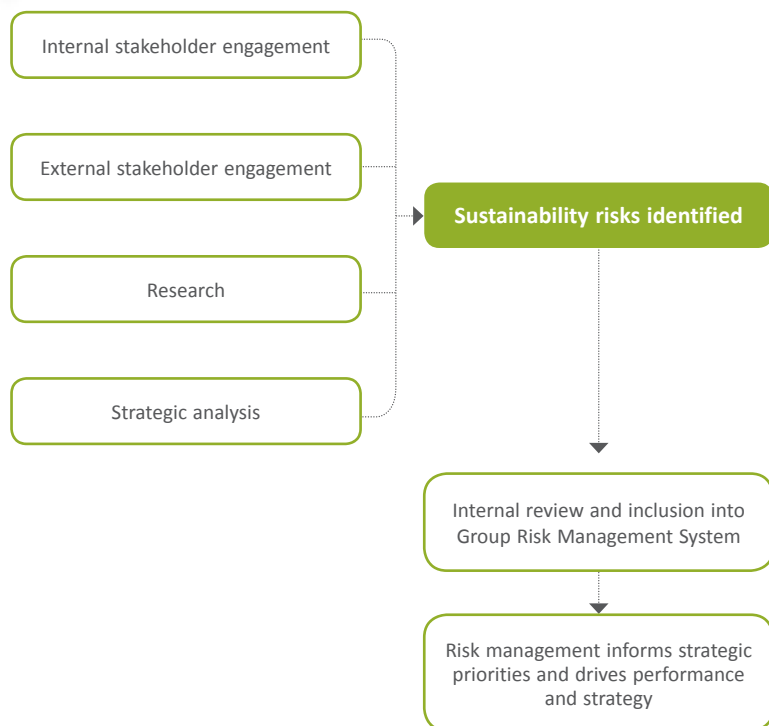 Internal stakeholder engagement
External stakeholder engagement
Sustainability risks identified
Research
Strategic analysis
Internal review and inclusion into
Group Risk Management System
Risk management informs strategic
priorities and drives performance
and strategy